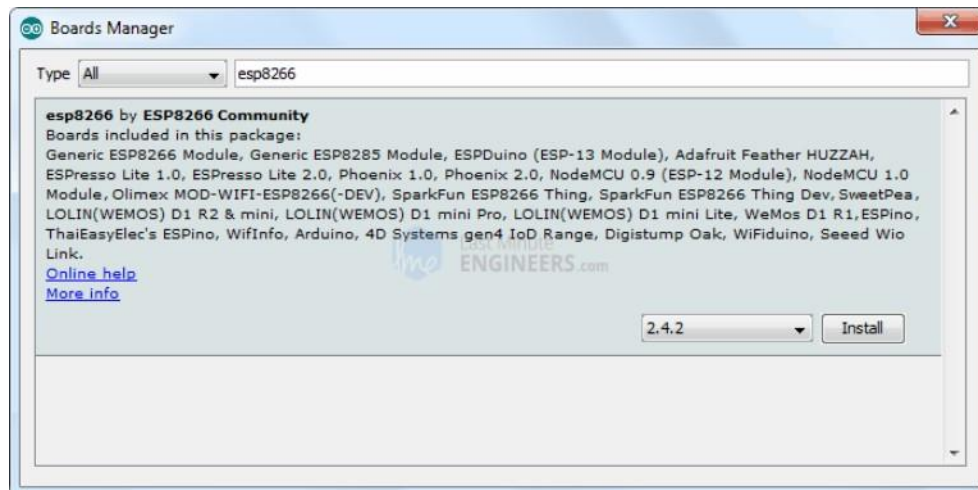 Boards Manager
Type All esp8266
esp8266 by ESP8266 Community
Boards included in this package:
Generic ESP8266 Module, Generic ESP8285 Module, ESPDuino (ESP-13 Module), Adafruit Feather HUZZAH,
ESPresso Lite 1.0, ESPresso Lite 2.0, Phoenix 1.0, Phoenix 2.0, NodeMCU 0.9 (ESP-12 Module), NodeMCU 1.0
Module, Olimex MOD-WIFI-ESP8266(-DEV), SparkFun ESP8266 Thing, SparkFun ESP8266 Thing Dev, SweetPea,
LOLIN(WEMOS) D1 R2 & mini, LOLIN(WEMOS) D1 mini Pro, LOLIN(WEMOS) D1 mini Lite, WeMos D1 R1, ESPino,
ThaiEasyElec's ESPino, WifInfo, Arduino, 4D Systems gen4 IoD Range, Digistump Oak, WiFiduino, Seeed Wio
Link.
me Last Minute
ENGINEERS.com
Online help
More info
2.4.2 Install